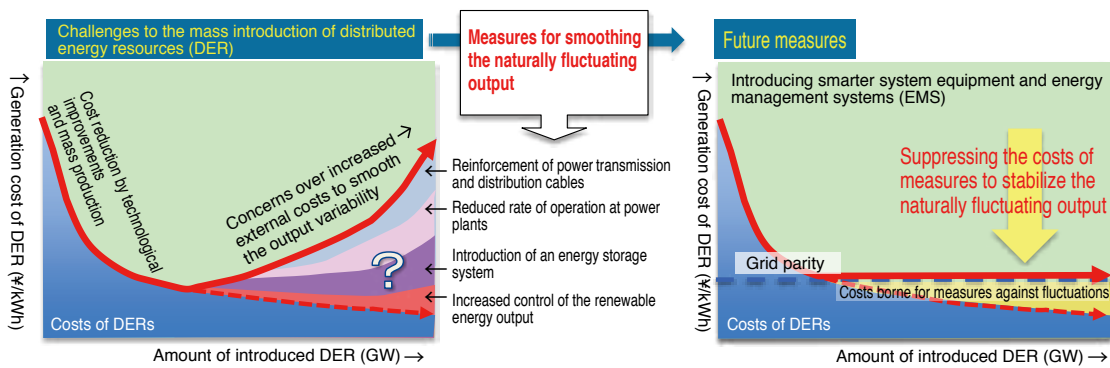 Challenges to the mass introduction of distributed
energy resources (DER)
Measures for smoothing
the naturally fluctuating
output
Future measures
↑ Generation cost of DER (¥/kWh)
Cost reduction by technological
improvements
and mass production
Concerns over increased →
external costs to smooth
the output variability
?
Costs of DERs
Amount of introduced DER (GW) →
← Reinforcement of power transmission
and distribution cables
← Reduced rate of operation at power
plants
← Introduction of an energy storage
system
← Increased control of the renewable
energy output
↑ Generation cost of DER (¥/kWh)
Introducing smarter system equipment and energy
management systems (EMS)
Suppressing the costs of
measures to stabilize the
naturally fluctuating output
Grid parity
Costs borne for measures against fluctuations
Costs of DERs
Amount of introduced DER (GW) →